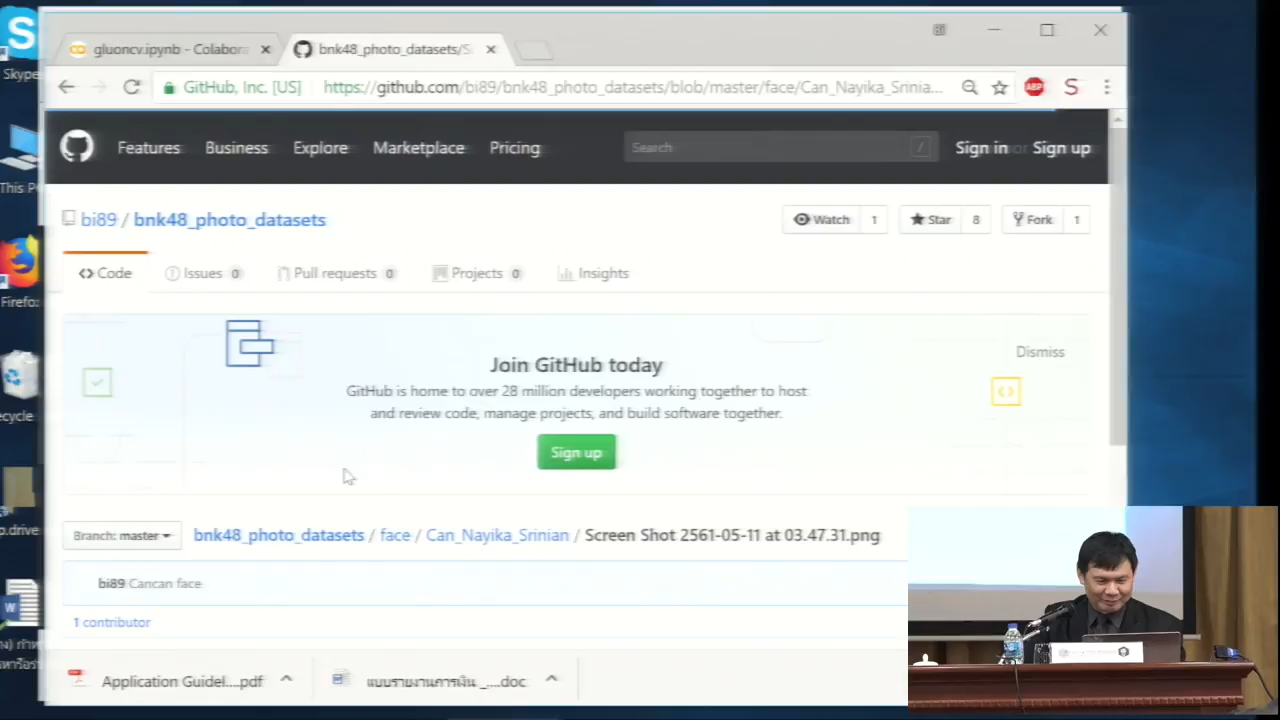 Skype
This P
Firefo
ecycle
p.drive
gluoncv.ipynb - Colabora
bnk48_photo_datasets/S
GitHub, Inc. [US]
https://github.com/bi89/bnk48_photo_datasets/blob/master/face/Can_Nayika_Srinia...
ABP
S
Features Business Explore Marketplace Pricing
Search /
Sign in or Sign up
bi89 / bnk48_photo_datasets
Watch 1 Star 8 Fork 1
Code Issues 0 Pull requests 0 Projects 0 Insights
Join GitHub today
Dismiss
GitHub is home to over 28 million developers working together to host
and review code, manage projects, and build software together.
Sign up
Branch: master
bnk48_photo_datasets / face / Can_Nayika_Srinian / Screen Shot 2561-05-11 at 03.47.31.png
bi89 Cancan face
1 contributor
Application Guidel....pdf
แบบรายงานการเงิน _....doc